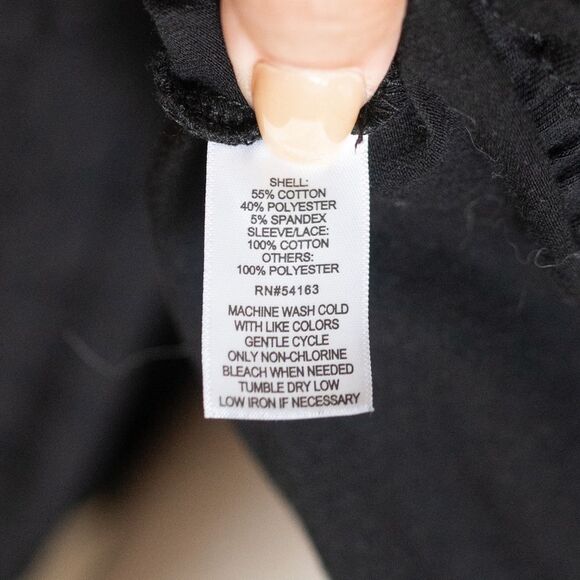 SHELL:
55% COTTON
40% POLYESTER
5% SPANDEX
SLEEVE/LACE:
100% COTTON
OTHERS:
100% POLYESTER
RN#54163
MACHINE WASH COLD
WITH LIKE COLORS
GENTLE CYCLE
ONLY NON-CHLORINE
BLEACH WHEN NEEDED
TUMBLE DRY LOW
LOW IRON IF NECESSARY